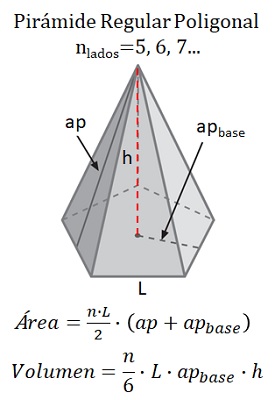 Pirámide Regular Poligonal
nlados=5, 6, 7...
ap
apbase
h
L
Área = n·L/2 · (ap + apbase)
Volumen = n/6 · L · apbase · h